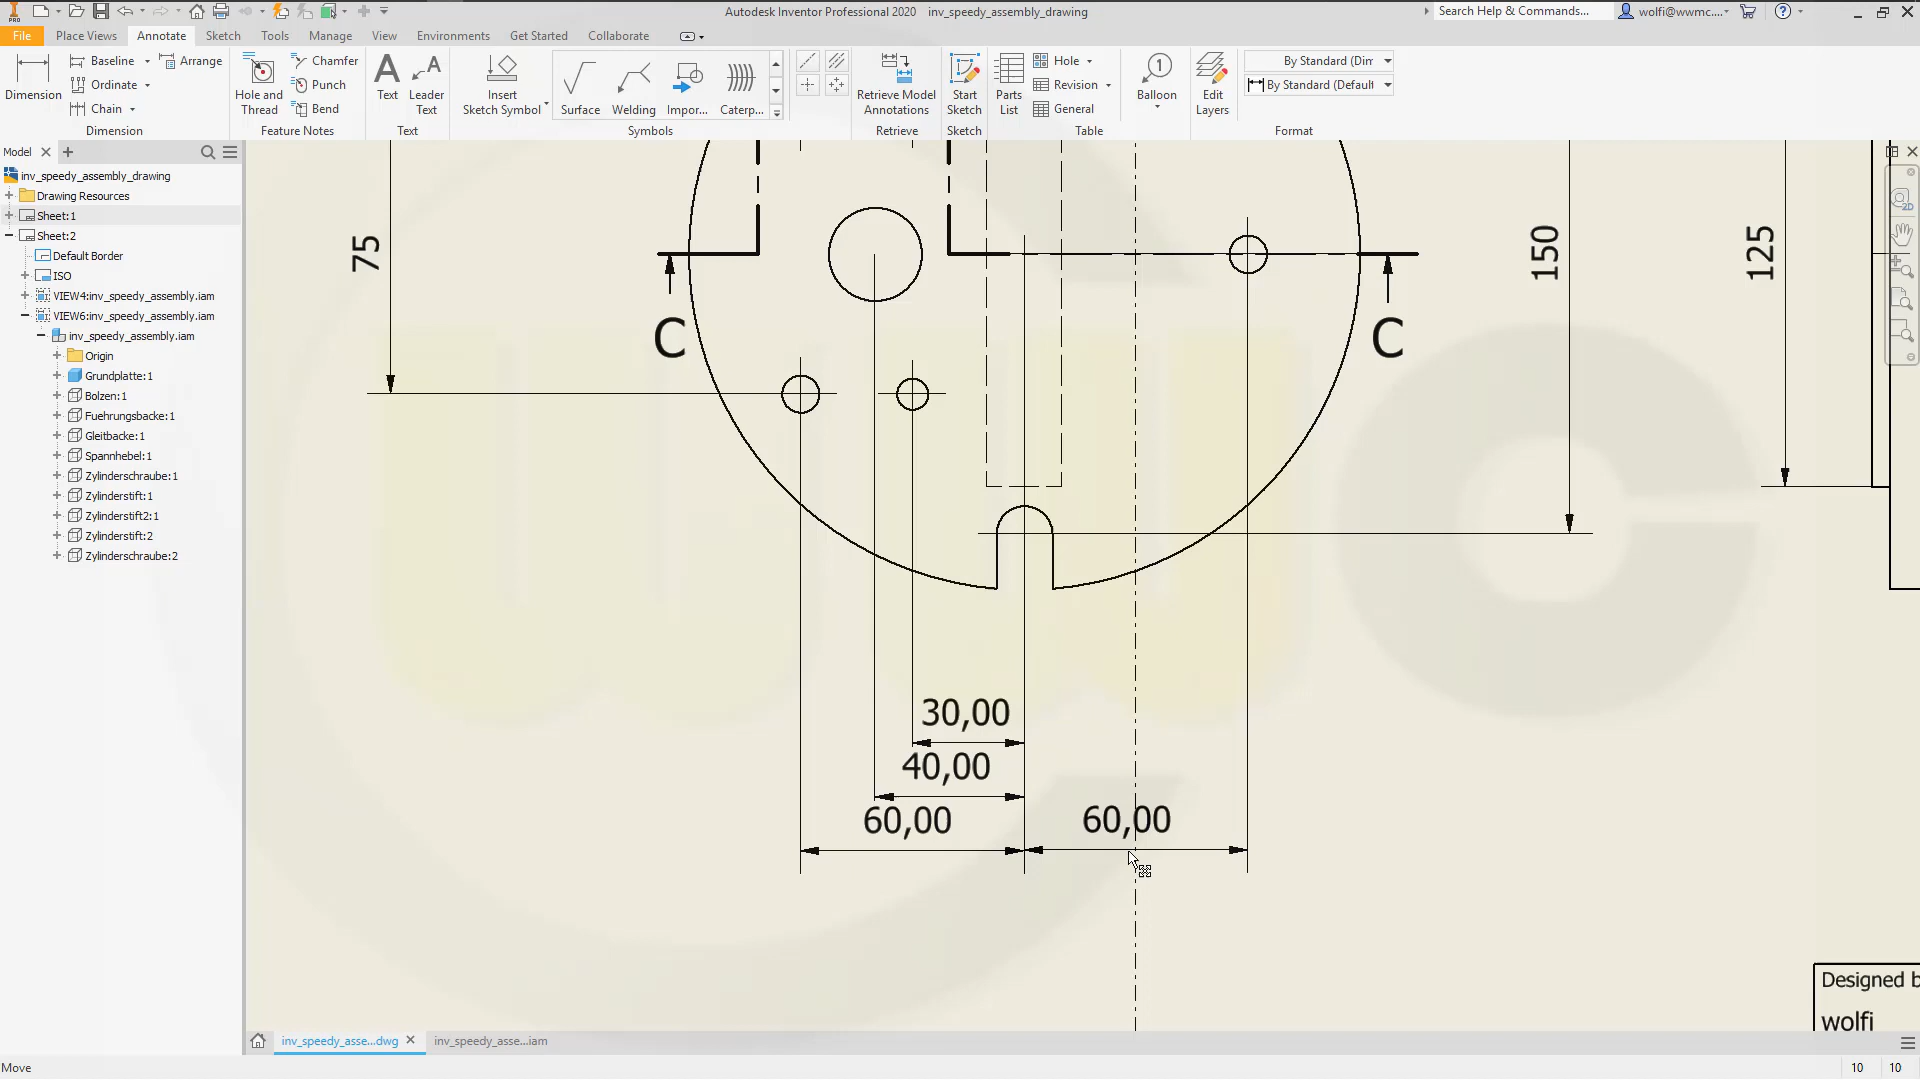 Autodesk Inventor Professional 2020 inv_speedy_assembly_drawing
Search Help & Commands...
wolfi@wwmc....
PRO
File Place Views Annotate Sketch Tools Manage View Environments Get Started Collaborate
Dimension
Baseline
Ordinate
Chain
Arrange
Dimension
Hole and
Thread
Chamfer
Punch
Bend
Feature Notes
Text
Leader
Text
Text
Insert
Sketch Symbol
Surface
Welding
Impor...
Caterp...
Symbols
Retrieve Model
Annotations
Retrieve
Start
Sketch
Sketch
Parts
List
Hole
Revision
General
Table
Balloon
Edit
Layers
By Standard (Dim
By Standard (Default
Format
Model
inv_speedy_assembly_drawing
Drawing Resources
Sheet:1
Sheet:2
Default Border
ISO
VIEW4:inv_speedy_assembly.iam
VIEW6:inv_speedy_assembly.iam
inv_speedy_assembly.iam
Origin
Grundplatte:1
Bolzen:1
Fuehrungsbacke:1
Gleitbacke:1
Spannhebel:1
Zylinderschraube:1
Zylinderstift:1
Zylinderstift2:1
Zylinderstift:2
Zylinderschraube:2
75
C
C
150
125
30,00
40,00
60,00
60,00
Designed b
wolfi
inv_speedy_asse...dwg
inv_speedy_asse...iam
Move
10 10